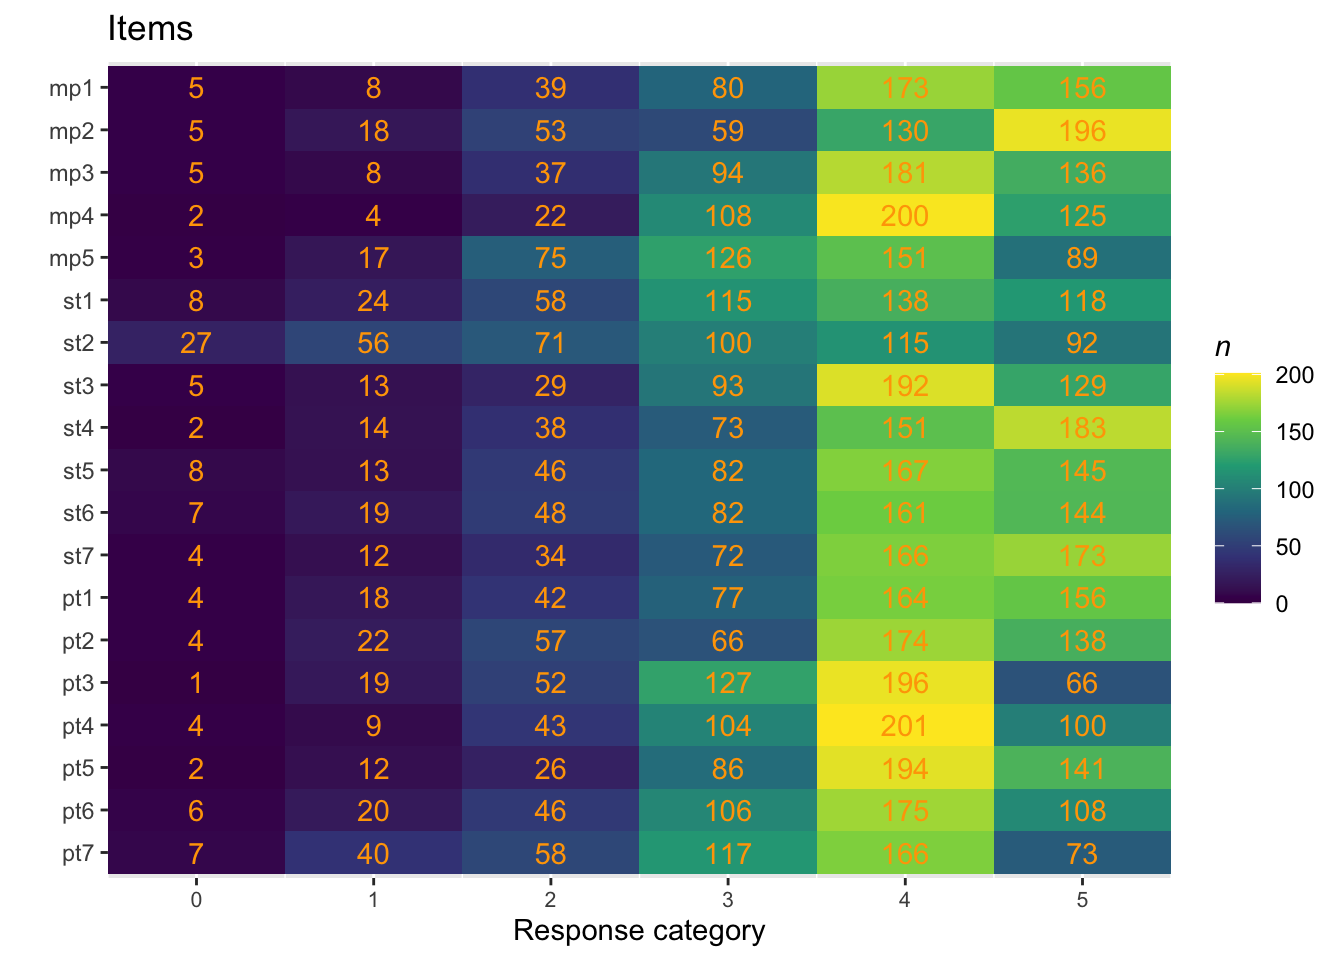 Items
mp1 5 8 39 80 173 156
mp2 5 18 53 59 130 196
mp3 5 8 37 94 181 136
mp4 2 4 22 108 200 125
mp5 3 17 75 126 151 89
st1 8 24 58 115 138 118
st2 27 56 71 100 115 92
st3 5 13 29 93 192 129
st4 2 14 38 73 151 183
st5 8 13 46 82 167 145
st6 7 19 48 82 161 144
st7 4 12 34 72 166 173
pt1 4 18 42 77 164 156
pt2 4 22 57 66 174 138
pt3 1 19 52 127 196 66
pt4 4 9 43 104 201 100
pt5 2 12 26 86 194 141
pt6 6 20 46 106 175 108
pt7 7 40 58 117 166 73
0 1 2 3 4 5
Response category
n
200
150
100
50
0